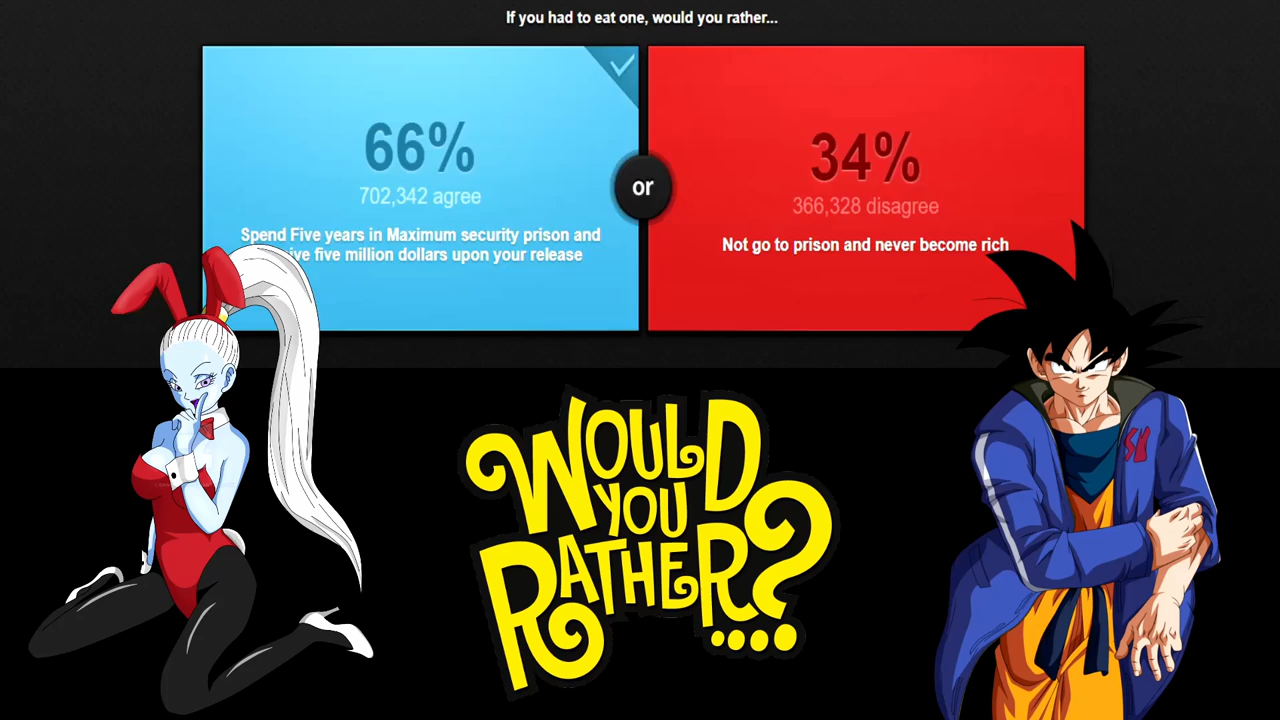 If you had to eat one, would you rather...
66%
702,342 agree
Spend Five years in Maximum security prison and
five million dollars upon your release
or
34%
366,328 disagree
Not go to prison and never become rich
WOULD
YOU
RATHER...?